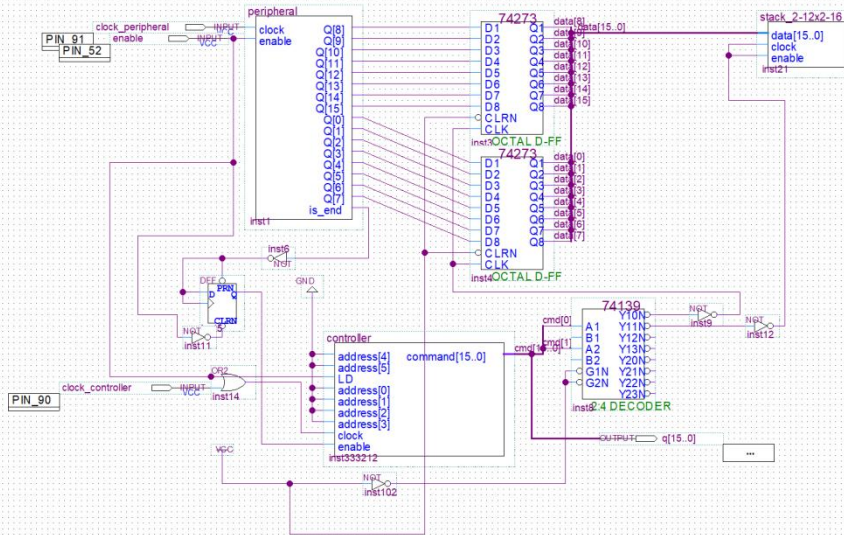 peripheral
clock_peripheral
INPUT
VCC
enable
INPUT
VCC
PIN_91
PIN_52
clock
enable
Q[8]
Q[9]
Q[10]
Q[11]
Q[12]
Q[13]
Q[14]
Q[15]
Q[0]
Q[1]
Q[2]
Q[3]
Q[4]
Q[5]
Q[6]
Q[7]
is_end
inst1
74273
D1 Q1
D2 Q2
D3 Q3
D4 Q4
D5 Q5
D6 Q6
D7 Q7
D8 Q8
CLRN
CLK
inst3
OCTAL D-FF
data[8]
data[9]
data[10]
data[11]
data[12]
data[13]
data[14]
data[15]
data[15..0]
74273
D1 Q1
D2 Q2
D3 Q3
D4 Q4
D5 Q5
D6 Q6
D7 Q7
D8 Q8
CLRN
CLK
inst4
OCTAL D-FF
data[0]
data[1]
data[2]
data[3]
data[4]
data[5]
data[6]
data[7]
stack_2-12x2-16
data[15..0]
clock
enable
inst21
inst6
NOT
DFF
PRN
D Q
CLRN
NOT
inst11
GND
OR2
inst14
clock_controller
INPUT
VCC
PIN_90
controller
address[4]
address[5]
LD
address[0]
address[1]
address[2]
address[3]
clock
enable
command[15..0]
inst333212
cmd[0]
cmd[1]
74139
A1 Y10N
B1 Y11N
A2 Y12N
B2 Y13N
G1N Y20N
G2N Y21N
Y22N
Y23N
2:4 DECODER
NOT
inst9
NOT
inst12
VCC
NOT
inst102
OUTPUT
q[15..0]
...